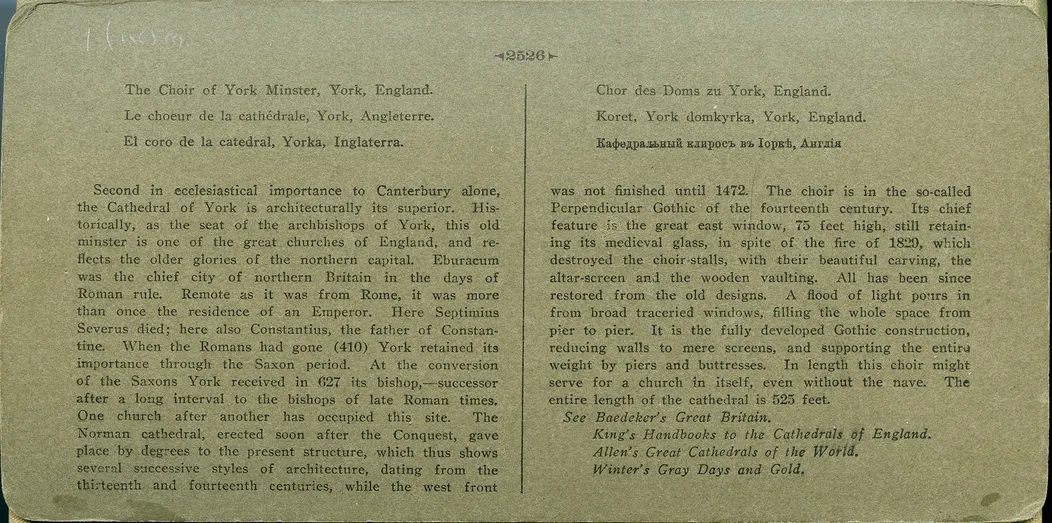 2526
The Choir of York Minster, York, England.
Le choeur de la cathédrale, York, Angleterre.
El coro de la catedral, Yorka, Inglaterra.
Second in ecclesiastical importance to Canterbury alone,
the Cathedral of York is architecturally its superior. His-
torically, as the seat of the archbishops of York, this old
minster is one of the great churches of England, and re-
flects the older glories of the northern capital. Eburacum
was the chief city of northern Britain in the days of
Roman rule. Remote as it was from Rome, it was more
than once the residence of an Emperor. Here Septimius
Severus died; here also Constantius, the father of Constan-
tine. When the Romans had gone (410) York retained its
importance through the Saxon period. At the conversion
of the Saxons York received in 627 its bishop,—successor
after a long interval to the bishops of late Roman times.
One church after another has occupied this site. The
Norman cathedral, erected soon after the Conquest, gave
place by degrees to the present structure, which thus shows
several successive styles of architecture, dating from the
thirteenth and fourteenth centuries, while the west front
Chor des Doms zu York, England.
Koret, York domkyrka, York, England.
Каѳедральный клиросъ въ Іоркѣ, Англія
was not finished until 1472. The choir is in the so-called
Perpendicular Gothic of the fourteenth century. Its chief
feature is the great east window, 75 feet high, still retain-
ing its medieval glass, in spite of the fire of 1829, which
destroyed the choir-stalls, with their beautiful carving, the
altar-screen and the wooden vaulting. All has been since
restored from the old designs. A flood of light pours in
from broad traceried windows, filling the whole space from
pier to pier. It is the fully developed Gothic construction,
reducing walls to mere screens, and supporting the entire
weight by piers and buttresses. In length this choir might
serve for a church in itself, even without the nave. The
entire length of the cathedral is 525 feet.
See Baedeker's Great Britain.
King's Handbooks to the Cathedrals of England.
Allen's Great Cathedrals of the World.
Winter's Gray Days and Gold.